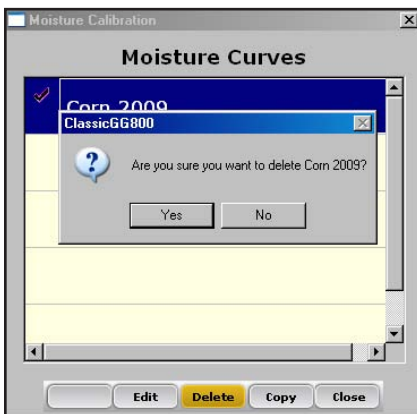 Moisture Calibration
Moisture Curves
Corn 2009
ClassicGG800
Are you sure you want to delete Corn 2009?
Yes No
Edit Delete Copy Close